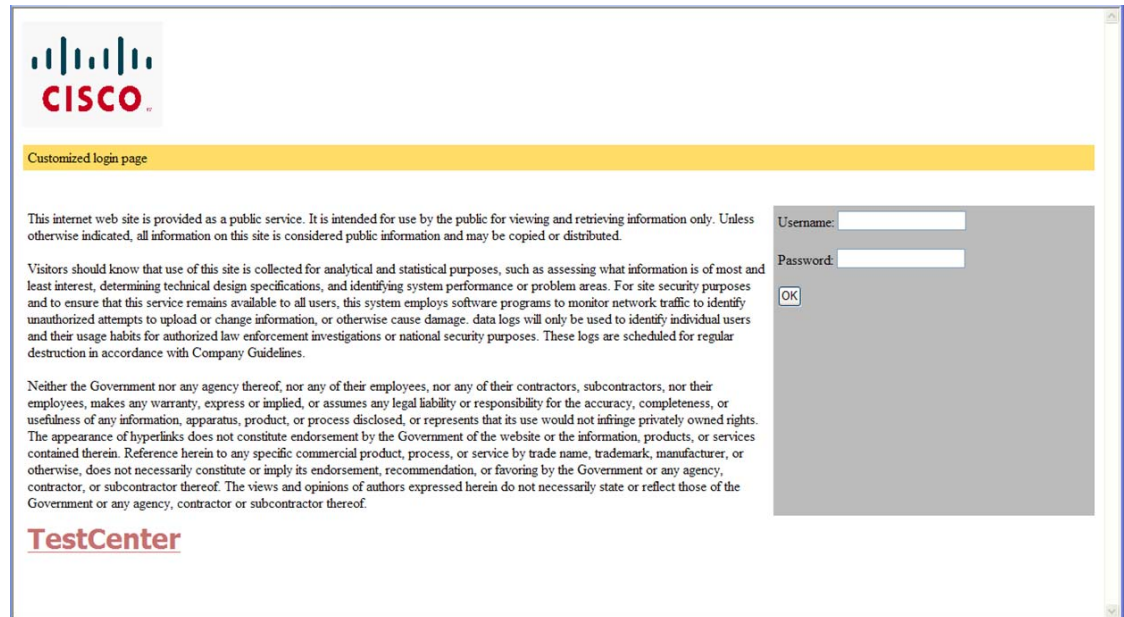 CISCO
Customized login page
This internet web site is provided as a public service. It is intended for use by the public for viewing and retrieving information only. Unless
otherwise indicated, all information on this site is considered public information and may be copied or distributed.
Visitors should know that use of this site is collected for analytical and statistical purposes, such as assessing what information is of most and
least interest, determining technical design specifications, and identifying system performance or problem areas. For site security purposes
and to ensure that this service remains available to all users, this system employs software programs to monitor network traffic to identify
unauthorized attempts to upload or change information, or otherwise cause damage. data logs will only be used to identify individual users
and their usage habits for authorized law enforcement investigations or national security purposes. These logs are scheduled for regular
destruction in accordance with Company Guidelines.
Neither the Government nor any agency thereof, nor any of their employees, nor any of their contractors, subcontractors, nor their
employees, makes any warranty, express or implied, or assumes any legal liability or responsibility for the accuracy, completeness, or
usefulness of any information, apparatus, product, or process disclosed, or represents that its use would not infringe privately owned rights.
The appearance of hyperlinks does not constitute endorsement by the Government of the website or the information, products, or services
contained therein. Reference herein to any specific commercial product, process, or service by trade name, trademark, manufacturer, or
otherwise, does not necessarily constitute or imply its endorsement, recommendation, or favoring by the Government or any agency,
contractor, or subcontractor thereof. The views and opinions of authors expressed herein do not necessarily state or reflect those of the
Government or any agency, contractor or subcontractor thereof.
TestCenter
Username:
Password:
OK